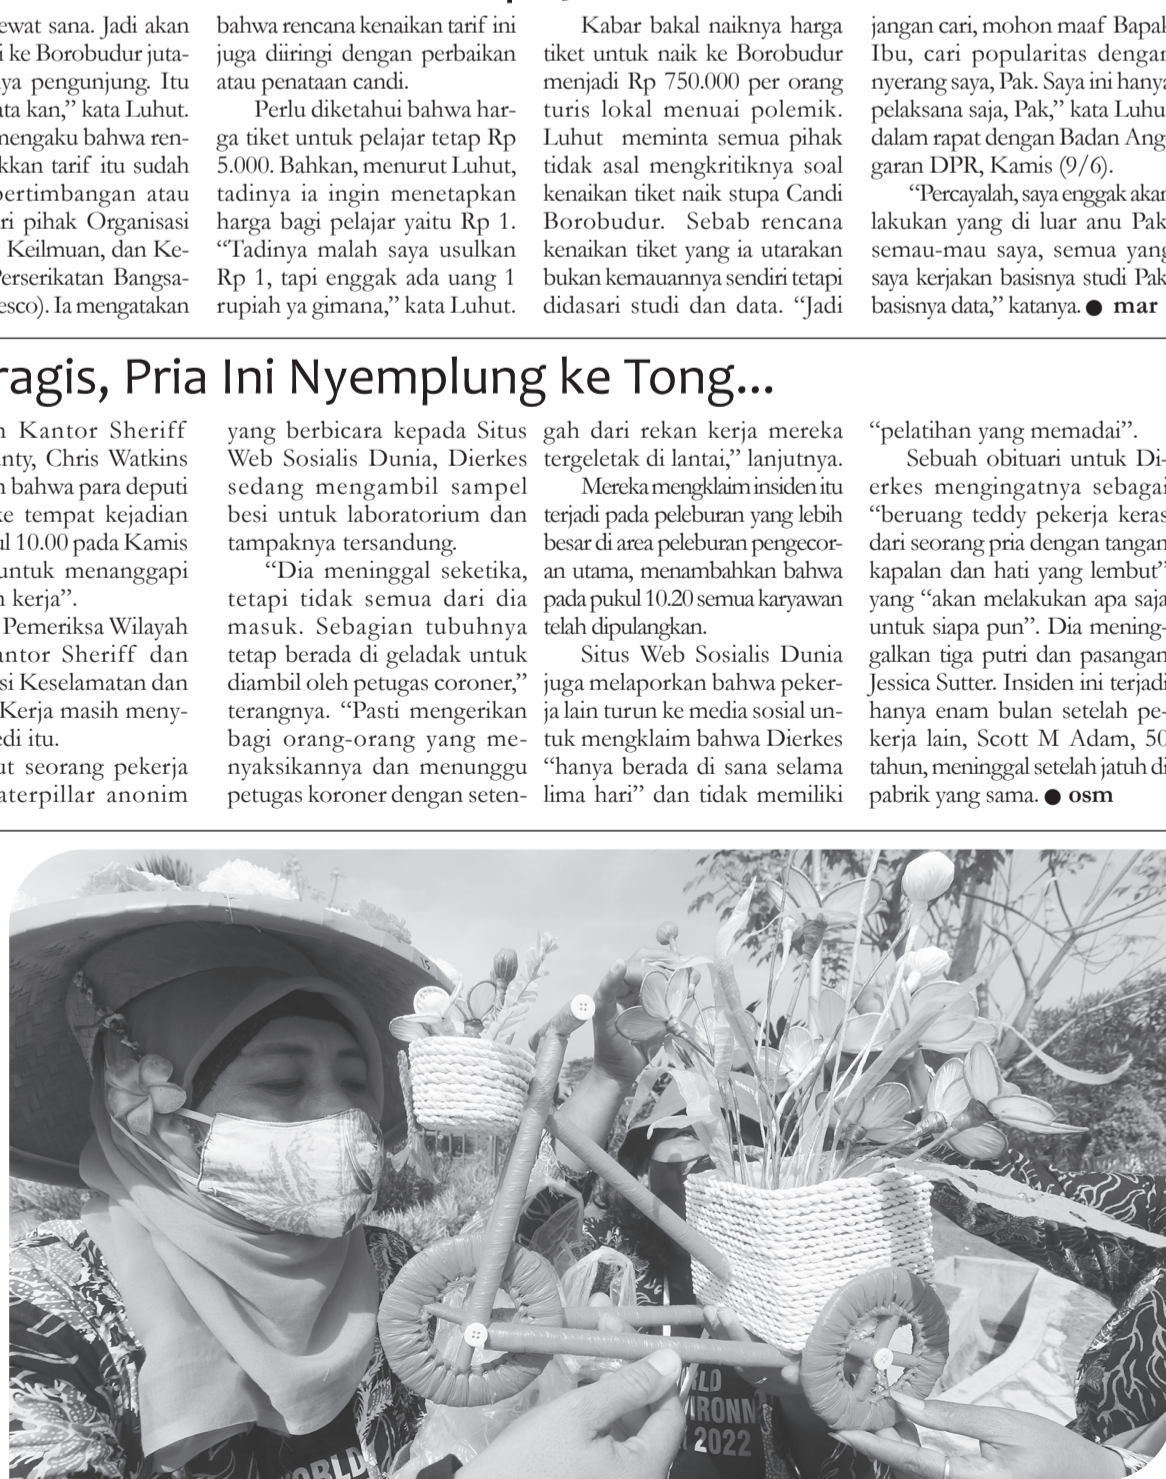 ewat sana. Jadi akan
i ke Borobudur juta-
ya pengunjung. Itu
ata kan,” kata Luhut.
mengaku bahwa ren-
kkan tarif itu sudah
pertimbangan atau
ri pihak Organisasi
Keilmuan, dan Ke-
Perserikatan Bangsa-
esco). Ia mengatakan
bahwa rencana kenaikan tarif ini
juga diiringi dengan perbaikan
atau penataan candi.
Perlu diketahui bahwa har-
ga tiket untuk pelajar tetap Rp
5.000. Bahkan, menurut Luhut,
tadinya ia ingin menetapkan
harga bagi pelajar yaitu Rp 1.
“Tadinya malah saya usulkan
Rp 1, tapi enggak ada uang 1
rupiah ya gimana,” kata Luhut.
Kabar bakal naiknya harga
tiket untuk naik ke Borobudur
menjadi Rp 750.000 per orang
turis lokal menuai polemik.
Luhut meminta semua pihak
tidak asal mengkritiknya soal
kenaikan tiket naik stupa Candi
Borobudur. Sebab rencana
kenaikan tiket yang ia utarakan
bukan kemauannya sendiri tetapi
didasari studi dan data. “Jadi
jangan cari, mohon maaf Bapak
Ibu, cari popularitas dengan
nyerang saya, Pak. Saya ini hanya
pelaksana saja, Pak,” kata Luhu
dalam rapat dengan Badan Ang-
garan DPR, Kamis (9/6).
“Percayalah, saya enggak akan
lakukan yang di luar anu Pak
semau-mau saya, semua yang
saya kerjakan basisnya studi Pak
basisnya data,” katanya. ● mar
ragis, Pria Ini Nyemplung ke Tong...
n Kantor Sheriff
nty, Chris Watkins
n bahwa para deputi
ke tempat kejadian
ul 10.00 pada Kamis
untuk menanggapi
n kerja”.
Pemeriksa Wilayah
antor Sheriff dan
si Keselamatan dan
Kerja masih meny-
edi itu.
ut seorang pekerja
aterpillar anonim
yang berbicara kepada Situs
Web Sosialis Dunia, Dierkes
sedang mengambil sampel
besi untuk laboratorium dan
tampaknya tersandung.
“Dia meninggal seketika,
tetapi tidak semua dari dia
masuk. Sebagian tubuhnya
tetap berada di geladak untuk
diambil oleh petugas coroner,”
terangnya. “Pasti mengerikan
bagi orang-orang yang me-
nyaksikannya dan menunggu
petugas koroner dengan seten-
gah dari rekan kerja mereka
tergeletak di lantai,” lanjutnya.
Mereka mengklaim insiden itu
terjadi pada peleburan yang lebih
besar di area peleburan pengecor-
an utama, menambahkan bahwa
pada pukul 10.20 semua karyawan
telah dipulangkan.
Situs Web Sosialis Dunia
juga melaporkan bahwa peker-
ja lain turun ke media sosial un-
tuk mengklaim bahwa Dierkes
“hanya berada di sana selama
lima hari” dan tidak memiliki
“pelatihan yang memadai”.
Sebuah obituari untuk Di-
erkes mengingatnya sebagai
“beruang teddy pekerja keras
dari seorang pria dengan tangan
kapalan dan hati yang lembut”
yang “akan melakukan apa saja
untuk siapa pun”. Dia mening-
galkan tiga putri dan pasangan
Jessica Sutter. Insiden ini terjadi
hanya enam bulan setelah pe-
kerja lain, Scott M Adam, 50
tahun, meninggal setelah jatuh di
pabrik yang sama. ● osm
15
RLD
IRONN
2022
WORLD